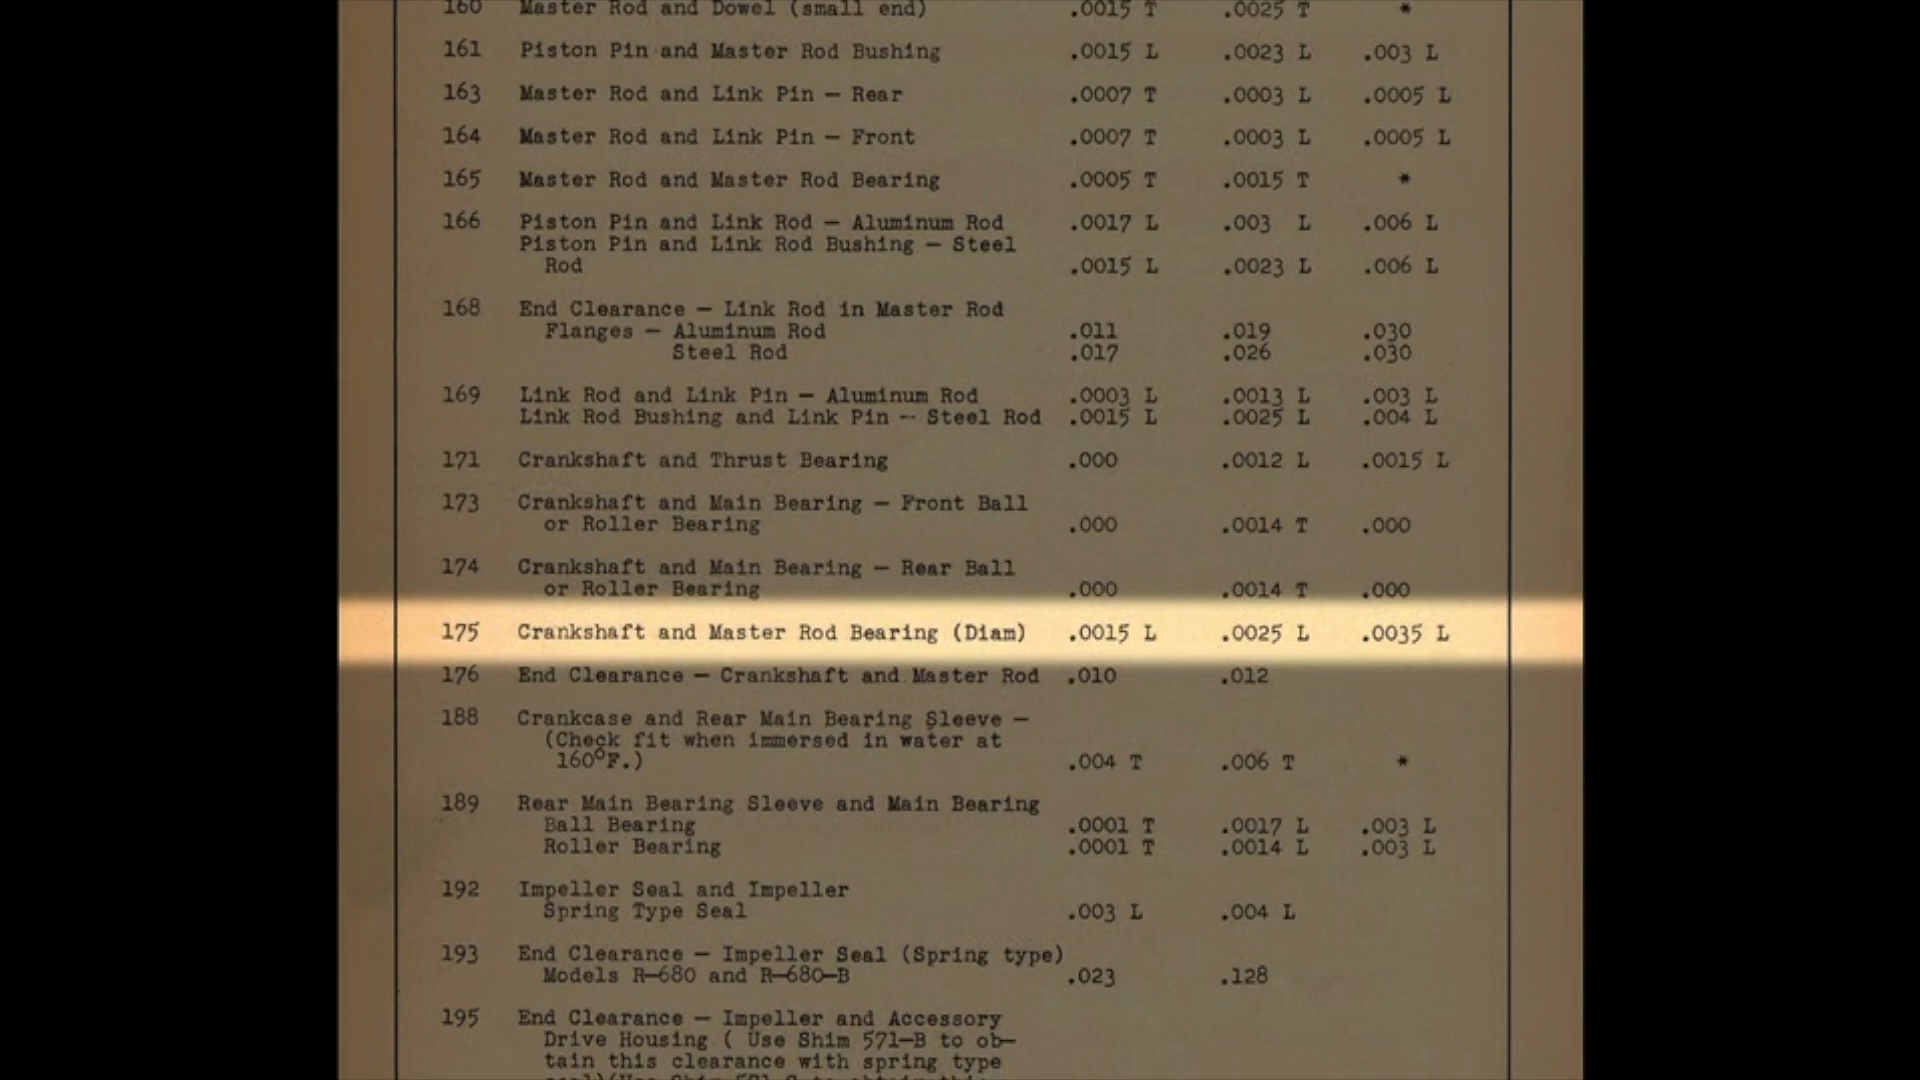 160 Master Rod and Dowel (small end) .0015 T .0025 T *
161 Piston Pin and Master Rod Bushing .0015 L .0023 L .003 L
163 Master Rod and Link Pin — Rear .0007 T .0003 L .0005 L
164 Master Rod and Link Pin — Front .0007 T .0003 L .0005 L
165 Master Rod and Master Rod Bearing .0005 T .0015 T *
166 Piston Pin and Link Rod — Aluminum Rod .0017 L .003 L .006 L
Piston Pin and Link Rod Bushing — Steel
Rod .0015 L .0023 L .006 L
168 End Clearance — Link Rod in Master Rod
Flanges — Aluminum Rod .011 .019 .030
Steel Rod .017 .026 .030
169 Link Rod and Link Pin — Aluminum Rod .0003 L .0013 L .003 L
Link Rod Bushing and Link Pin — Steel Rod .0015 L .0025 L .004 L
171 Crankshaft and Thrust Bearing .000 .0012 L .0015 L
173 Crankshaft and Main Bearing — Front Ball
or Roller Bearing .000 .0014 T .000
174 Crankshaft and Main Bearing — Rear Ball
or Roller Bearing .000 .0014 T .000
175 Crankshaft and Master Rod Bearing (Diam) .0015 L .0025 L .0035 L
176 End Clearance — Crankshaft and Master Rod .010 .012
188 Crankcase and Rear Main Bearing Sleeve —
(Check fit when immersed in water at
160°F.) .004 T .006 T *
189 Rear Main Bearing Sleeve and Main Bearing
Ball Bearing .0001 T .0017 L .003 L
Roller Bearing .0001 T .0014 L .003 L
192 Impeller Seal and Impeller
Spring Type Seal .003 L .004 L
193 End Clearance — Impeller Seal (Spring type)
Models R—680 and R—680—B .023 .128
195 End Clearance — Impeller and Accessory
Drive Housing ( Use Shim 571—B to ob—
tain this clearance with spring type